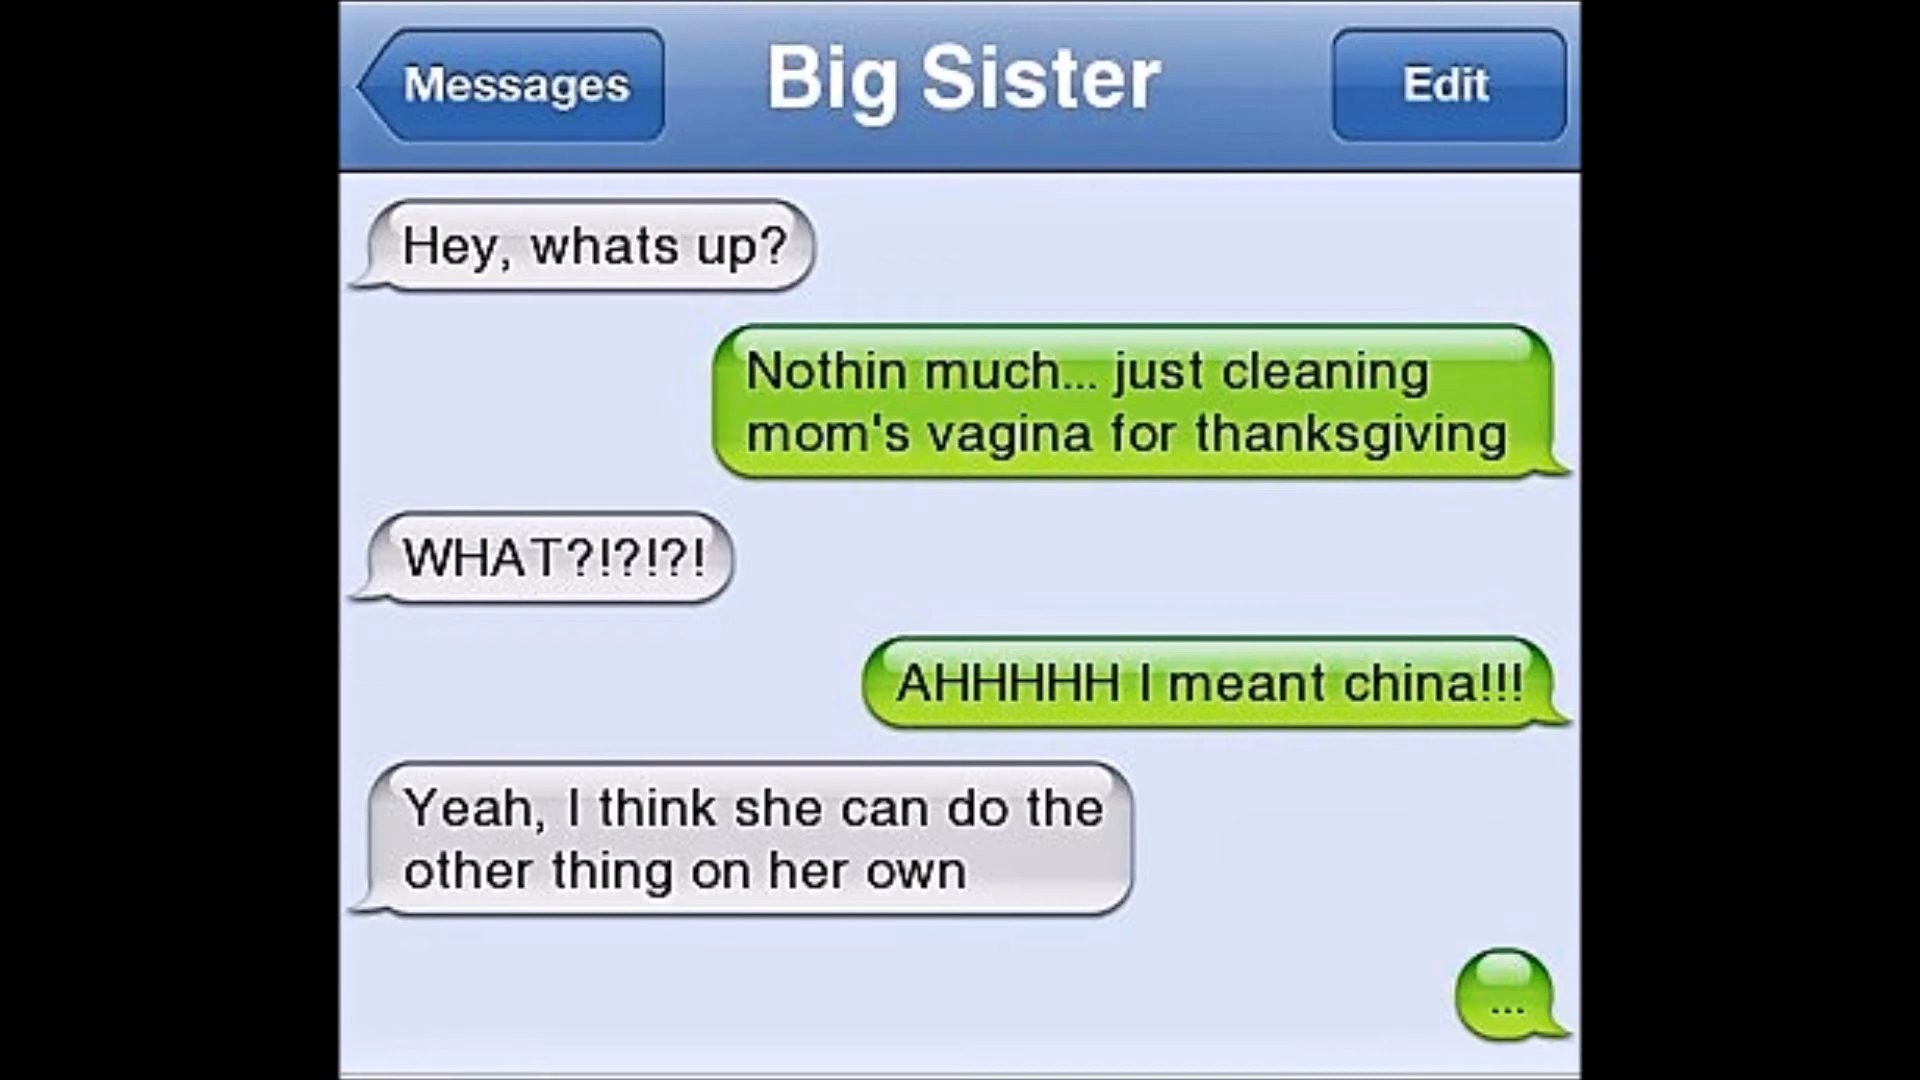 Messages
Big Sister
Edit
Hey, whats up?
Nothin much... just cleaning
mom's vagina for thanksgiving
WHAT?!?!?!
AHHHHH I meant china!!!
Yeah, I think she can do the
other thing on her own
...